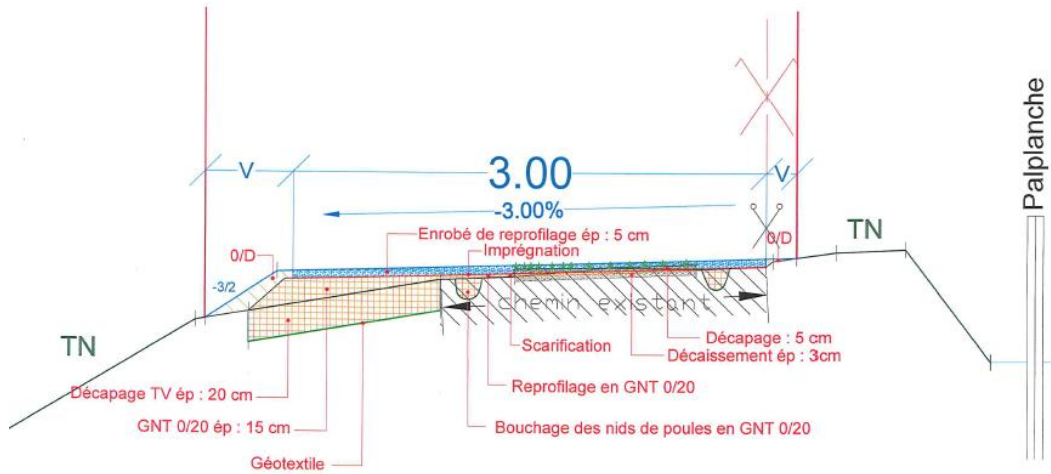 Palplanche
V
3.00
V
-3.00%
Enrobé de reprofilage ép : 5 cm
Imprégnation
0/D
0/D
TN
-3/2
chemin existant
TN
Scarification
Décapage : 5 cm
Décaissement ép : 3cm
Décapage TV ép : 20 cm
Reprofilage en GNT 0/20
GNT 0/20 ép : 15 cm
Bouchage des nids de poules en GNT 0/20
Géotextile